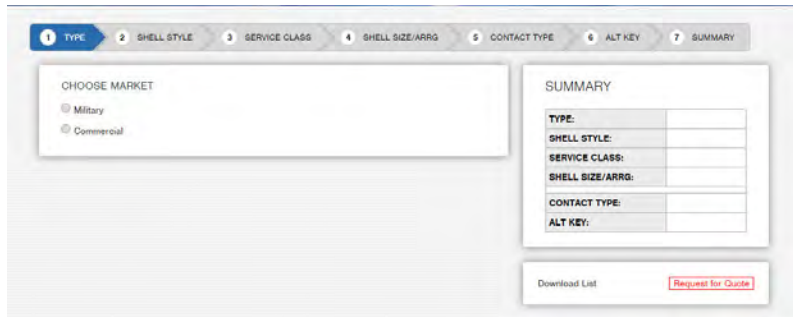 1 TYPE 2 SHELL STYLE 3 SERVICE CLASS 4 SHELL SIZE/ARRG 5 CONTACT TYPE 6 ALT KEY 7 SUMMARY
CHOOSE MARKET
Military
Commercial
SUMMARY
TYPE:
SHELL STYLE:
SERVICE CLASS:
SHELL SIZE/ARRG:
CONTACT TYPE:
ALT KEY:
Download List Request for Quote